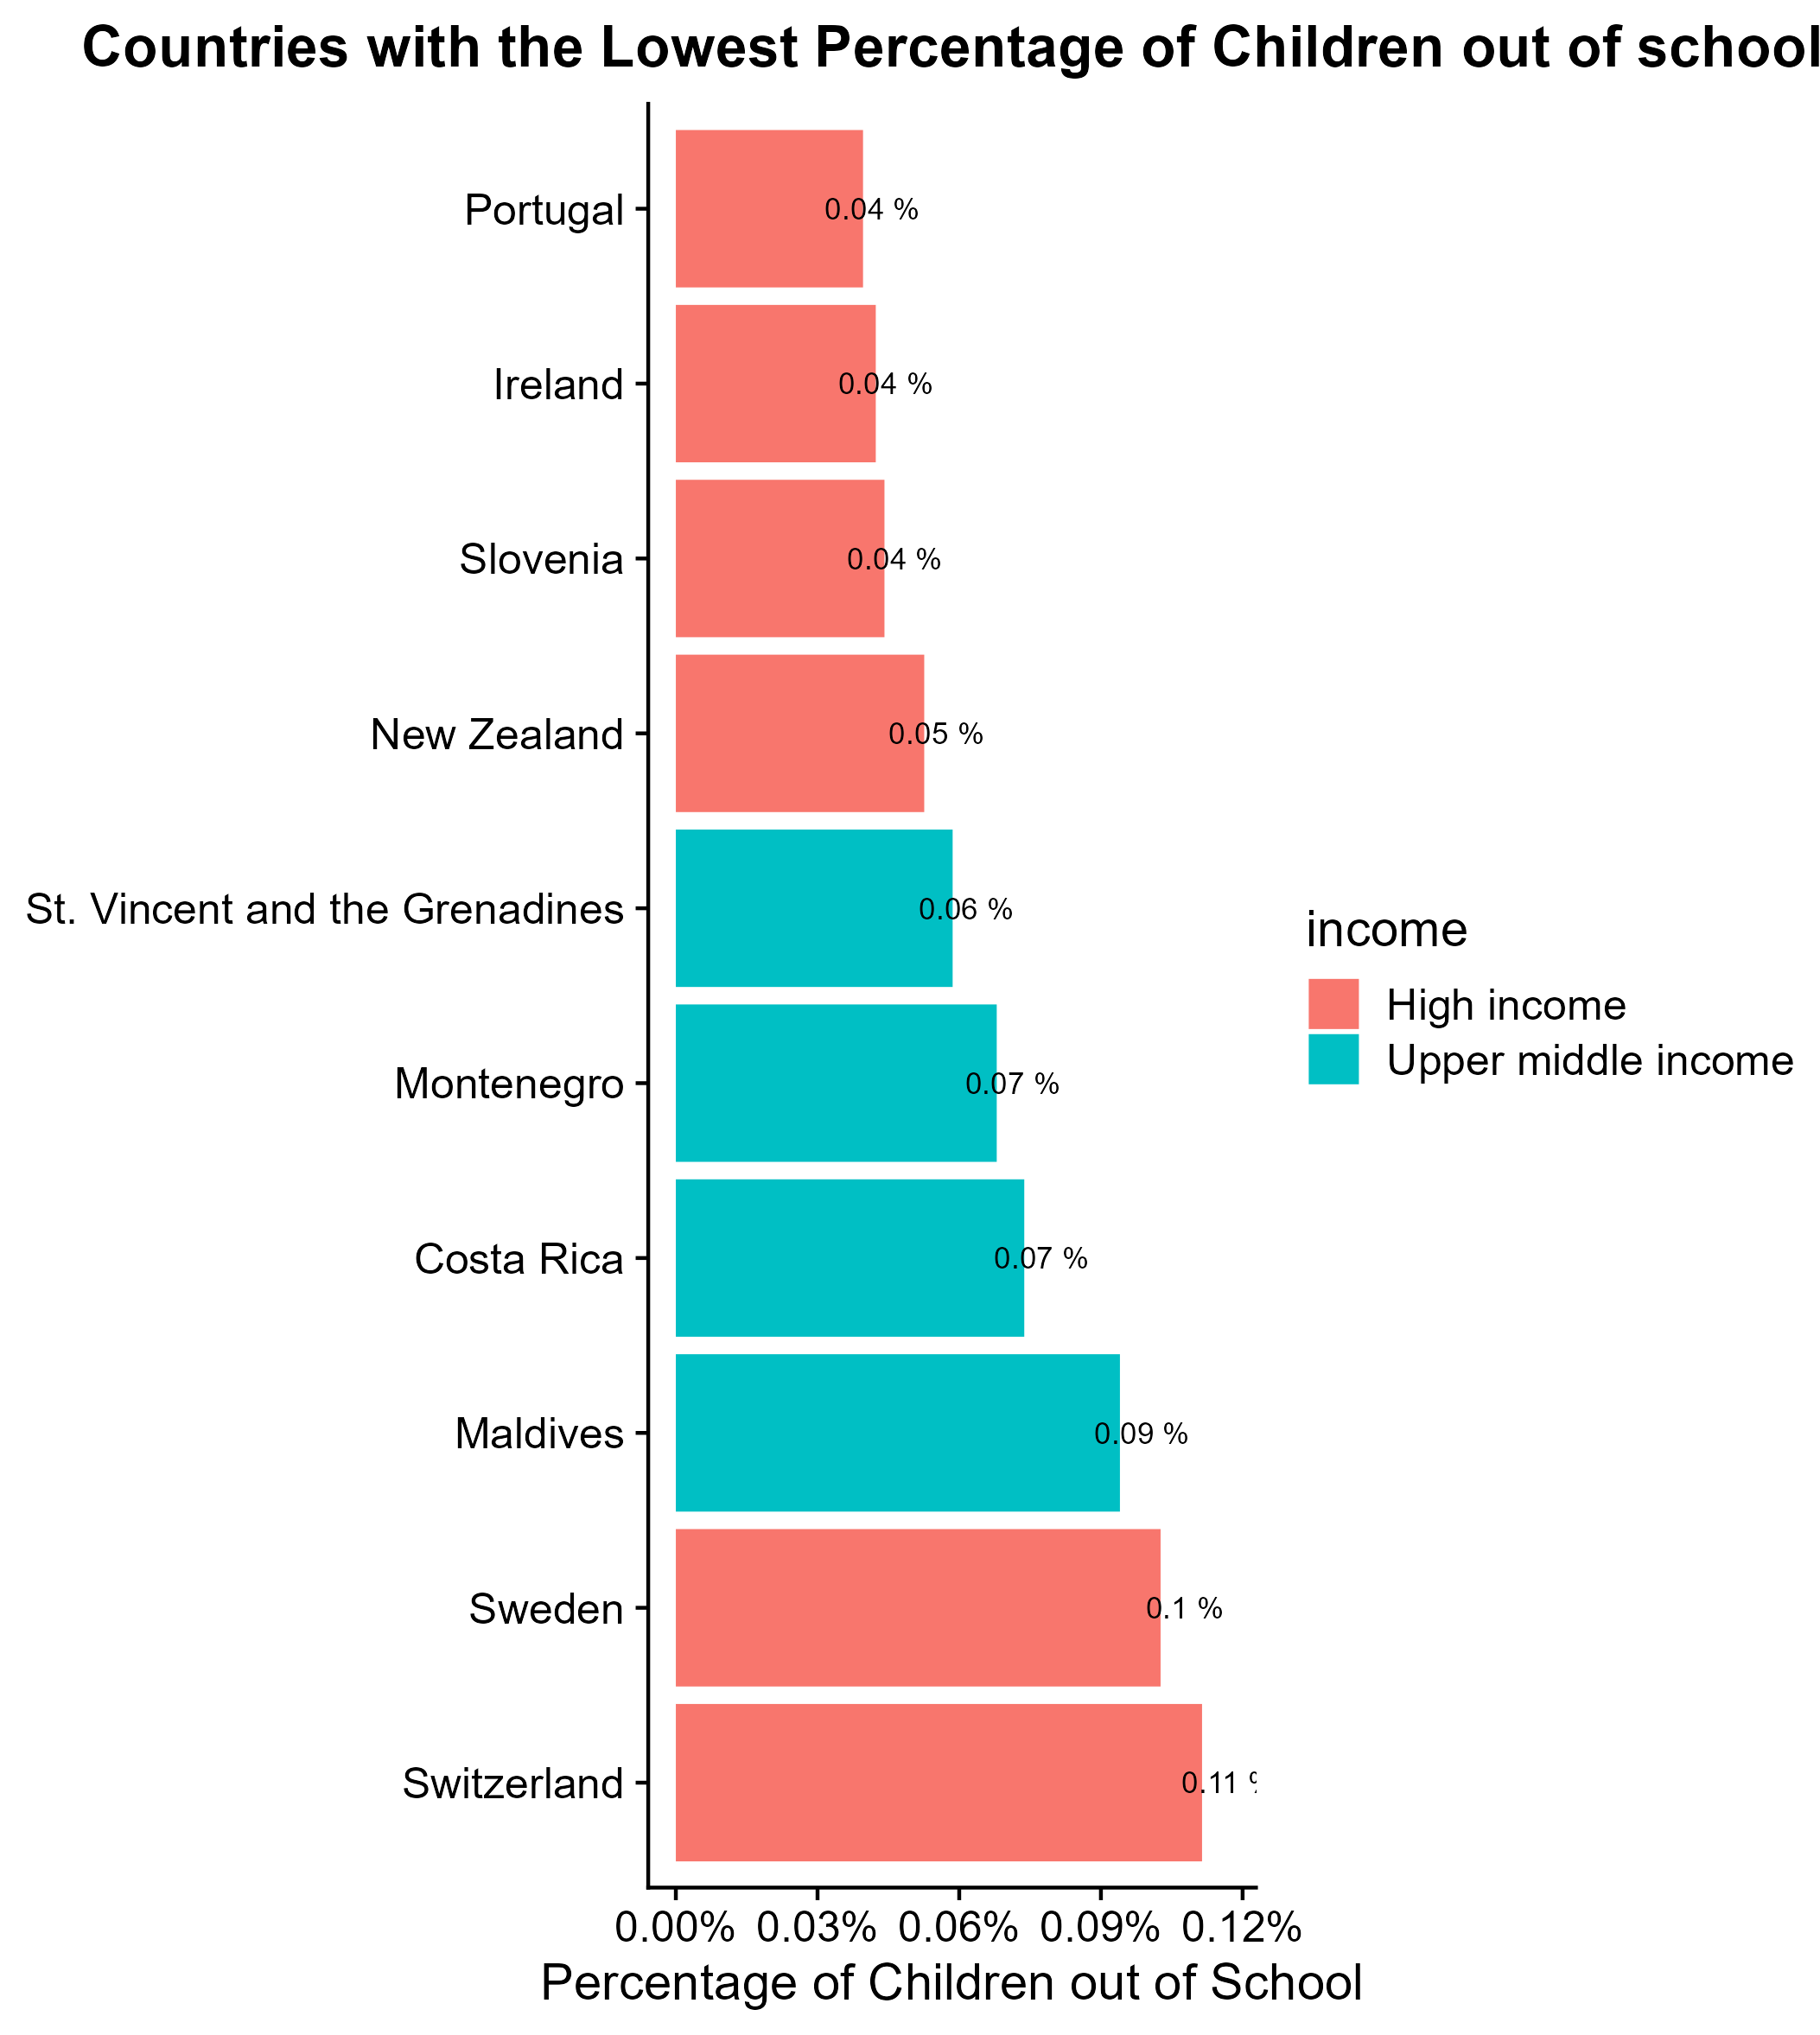 Countries with the Lowest Percentage of Children out of school
Portugal
0.04 %
Ireland
0.04 %
Slovenia
0.04 %
New Zealand
0.05 %
St. Vincent and the Grenadines
0.06 %
income
High income
Upper middle income
Montenegro
0.07 %
Costa Rica
0.07 %
Maldives
0.09 %
Sweden
0.1 %
Switzerland
0.11 %
0.00% 0.03% 0.06% 0.09% 0.12%
Percentage of Children out of School